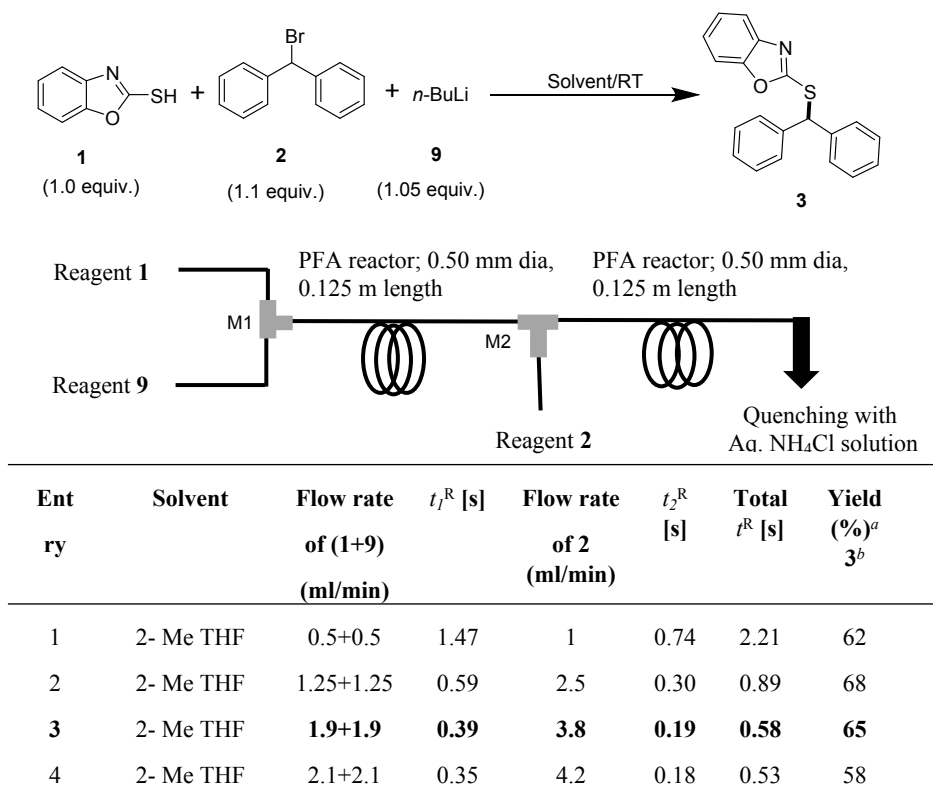 Br
N
SH
O
+
+
n-BuLi
Solvent/RT
N
O
S
1
2
9
3
(1.0 equiv.)
(1.1 equiv.)
(1.05 equiv.)
PFA reactor; 0.50 mm dia,
0.125 m length
PFA reactor; 0.50 mm dia,
0.125 m length
Reagent 1
M1
M2
Reagent 9
Reagent 2
Quenching with
Aq. NH₄Cl solution
Ent
ry
Solvent
Flow rate
of (1+9)
(ml/min)
t₁ᴿ [s]
Flow rate
of 2
(ml/min)
t₂ᴿ
[s]
Total
tᴿ [s]
Yield
(%)ᵃ
3ᵇ
1 2- Me THF 0.5+0.5 1.47 1 0.74 2.21 62
2 2- Me THF 1.25+1.25 0.59 2.5 0.30 0.89 68
3 2- Me THF 1.9+1.9 0.39 3.8 0.19 0.58 65
4 2- Me THF 2.1+2.1 0.35 4.2 0.18 0.53 58